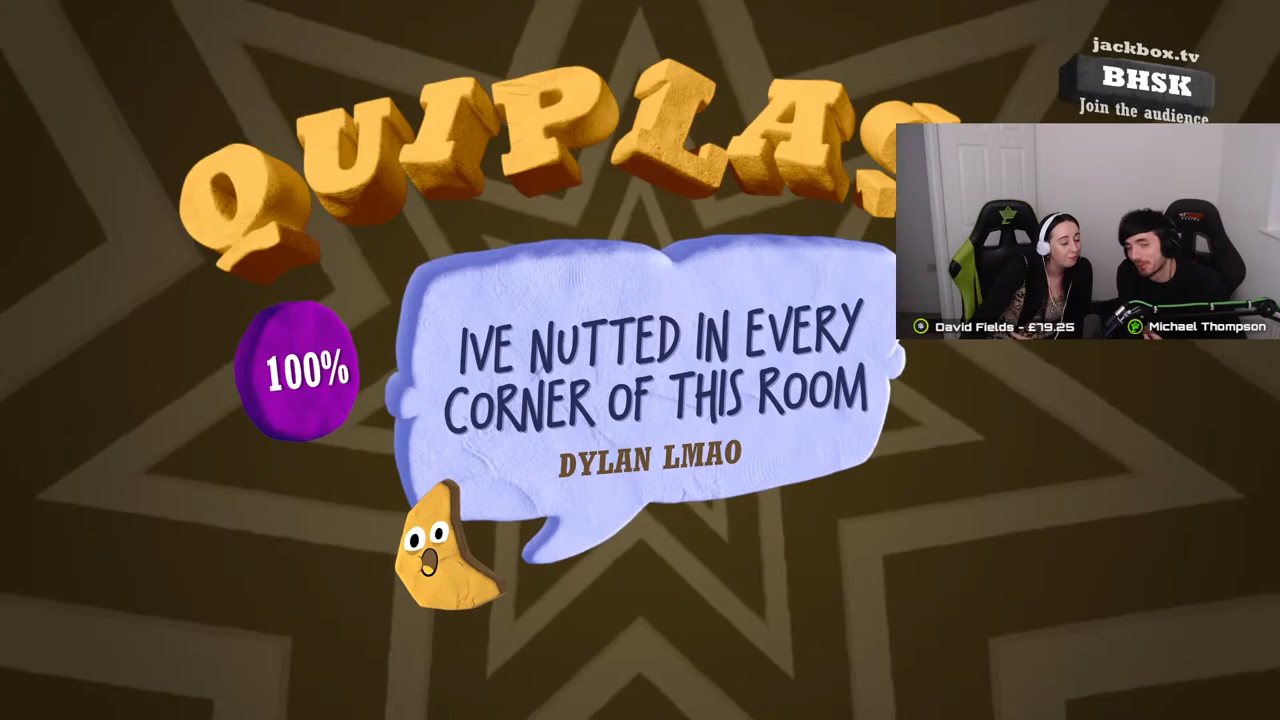 jackbox.tv
BHSK
Join the audience
QUIPLAS
100%
IVE NUTTED IN EVERY
CORNER OF THIS ROOM
DYLAN LMAO
David Fields - £79.25
Michael Thompson